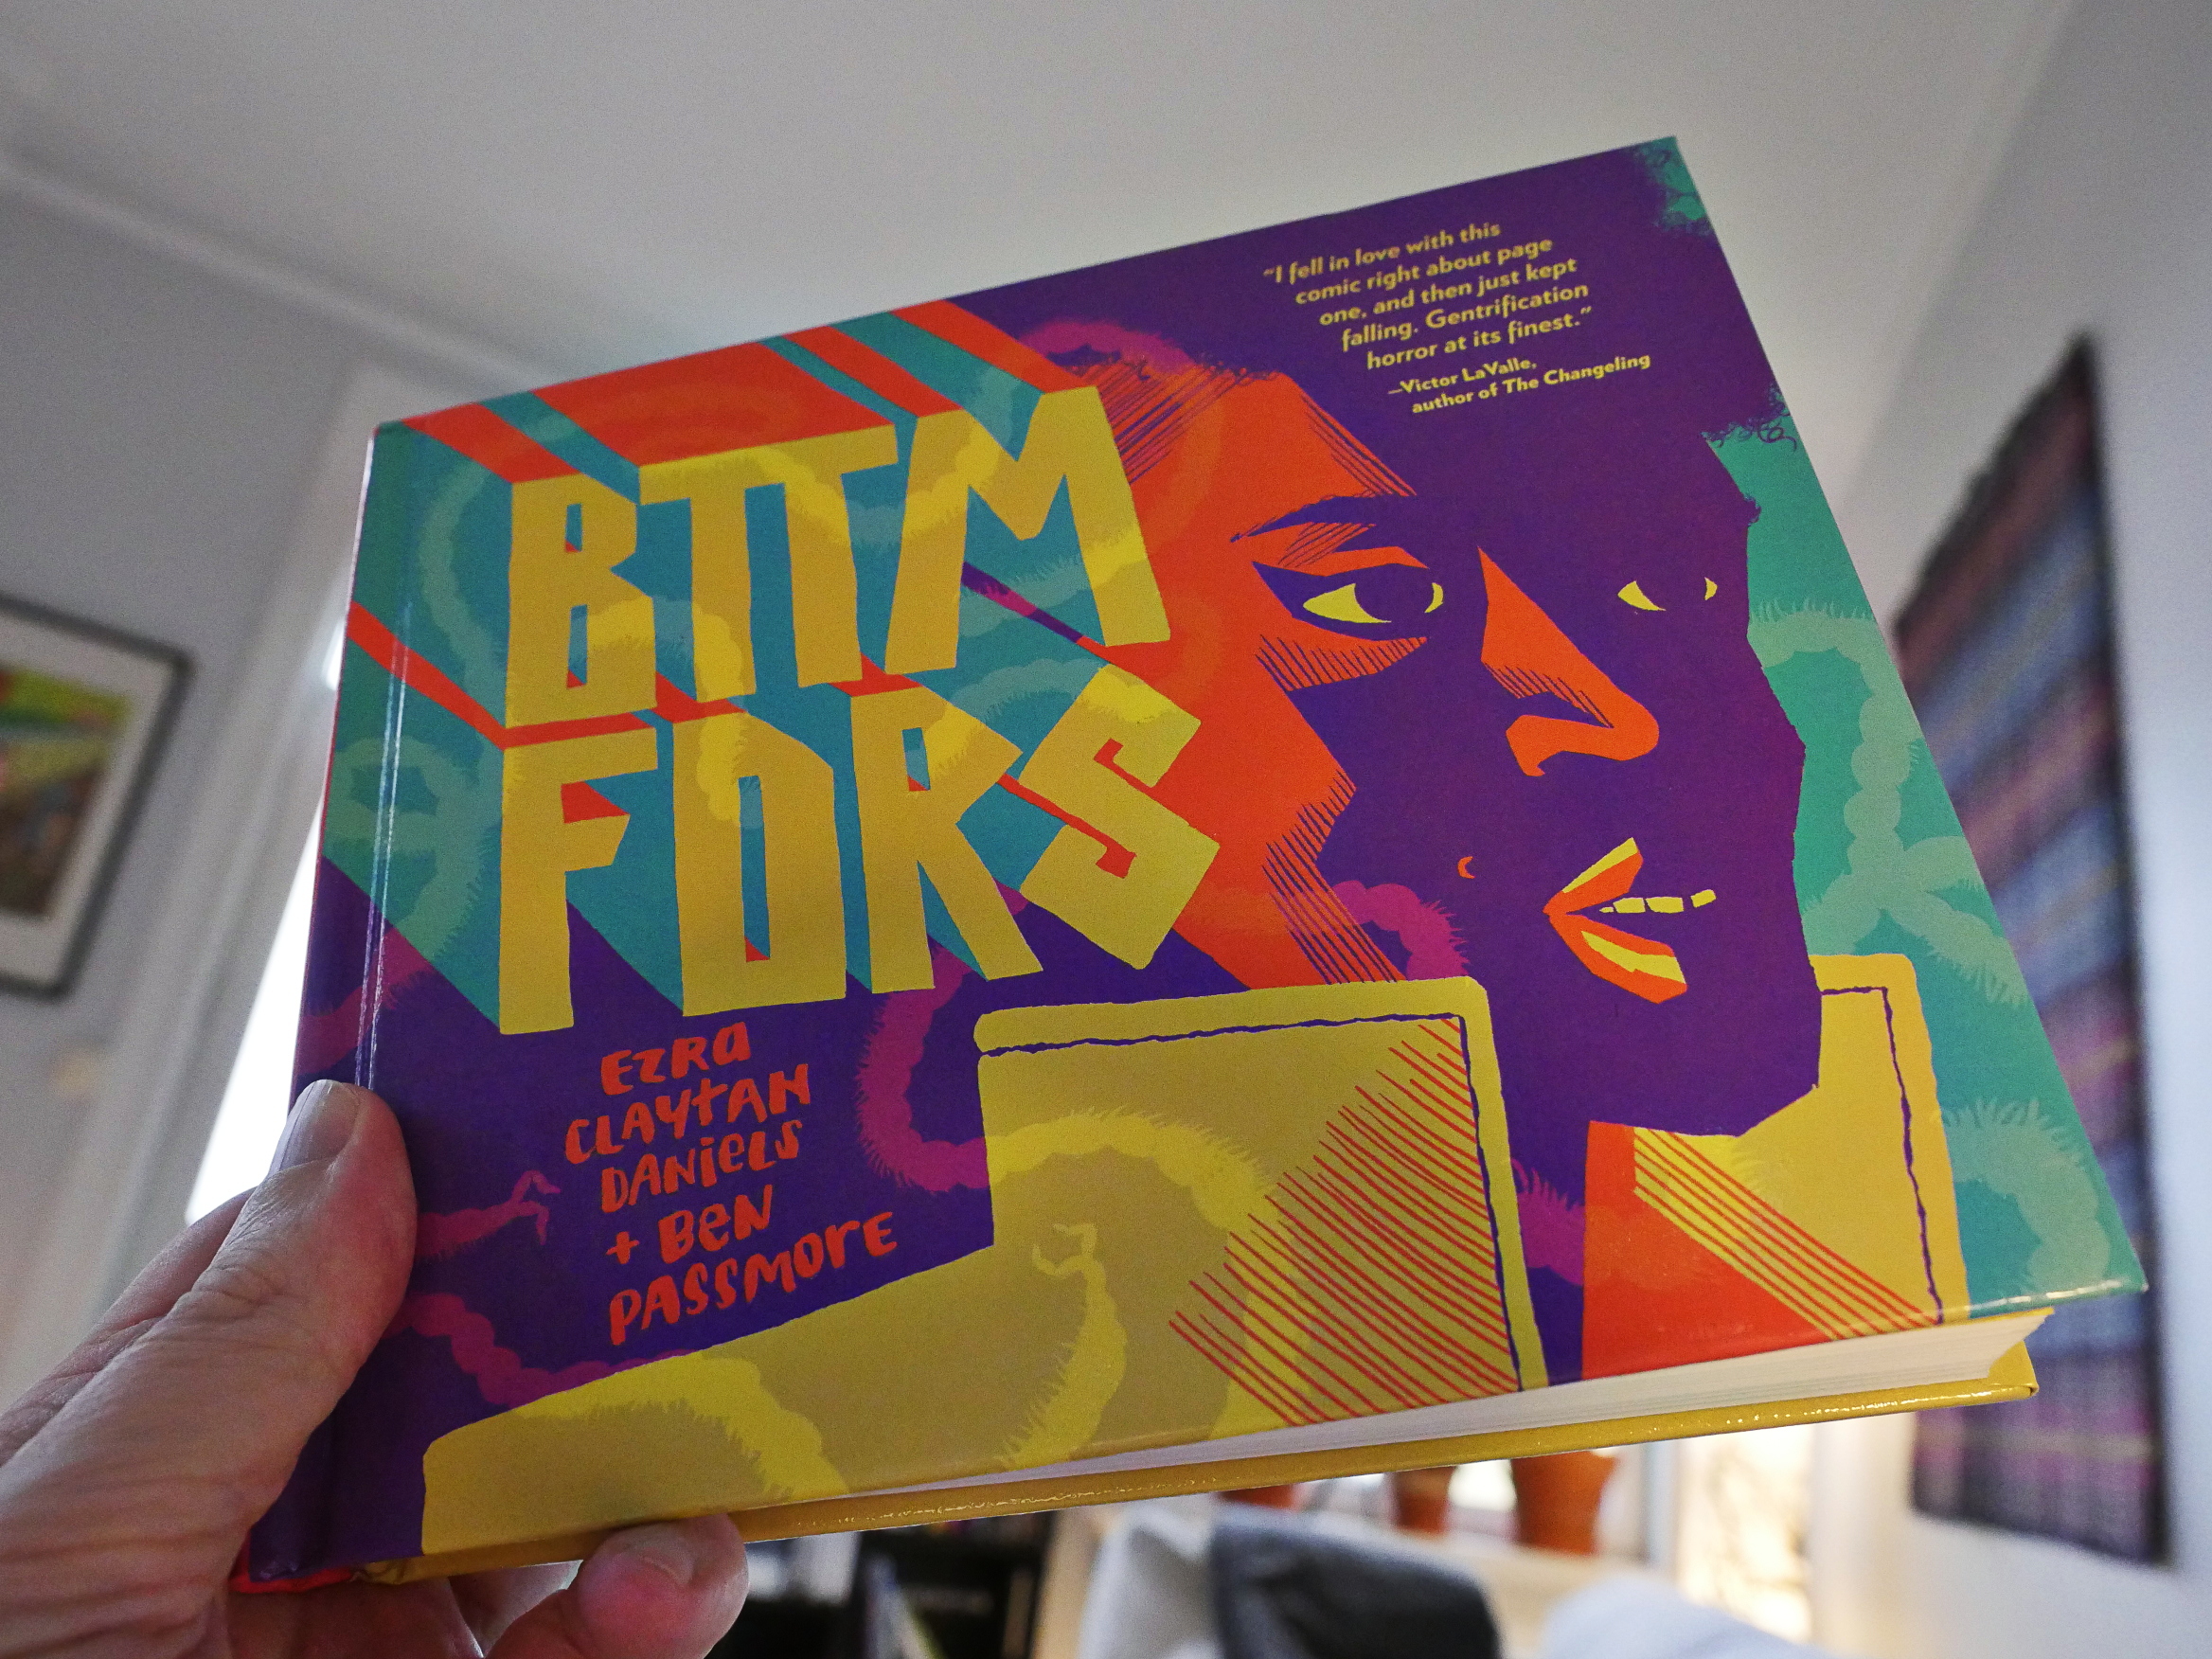 BTTM
FDRS
EZRA
CLAYTAN
DANIELS
+ BEN
PASSMORE
“I fell in love with this
comic right about page
one, and then just kept
falling. Gentrification
horror at its finest.”
—Victor LaValle,
author of The Changeling